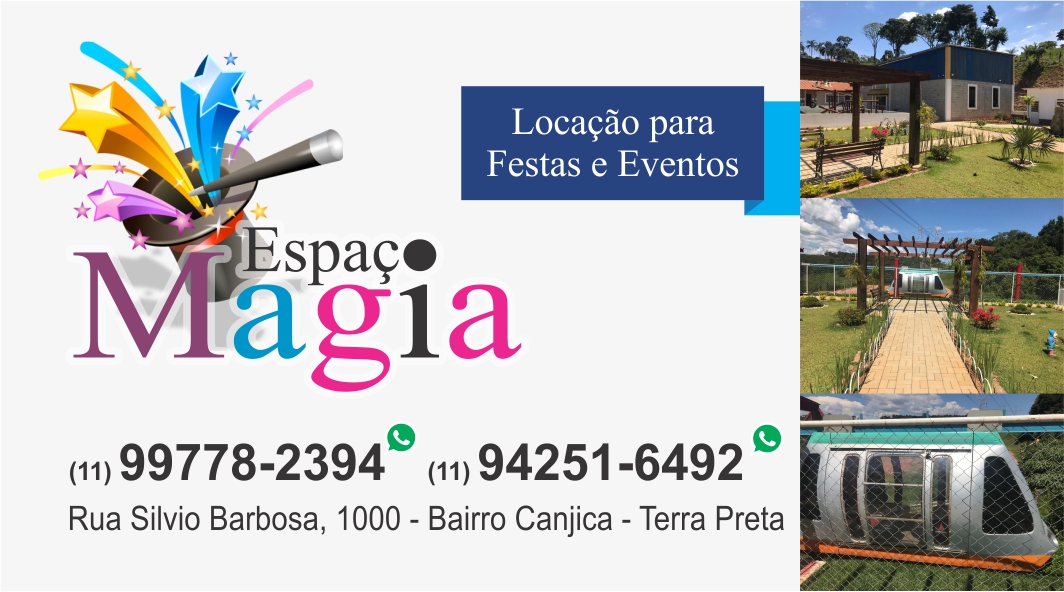 Locação para
Festas e Eventos
Espaço
Magia
(11) 99778-2394 (11) 94251-6492
Rua Silvio Barbosa, 1000 - Bairro Canjica - Terra Preta